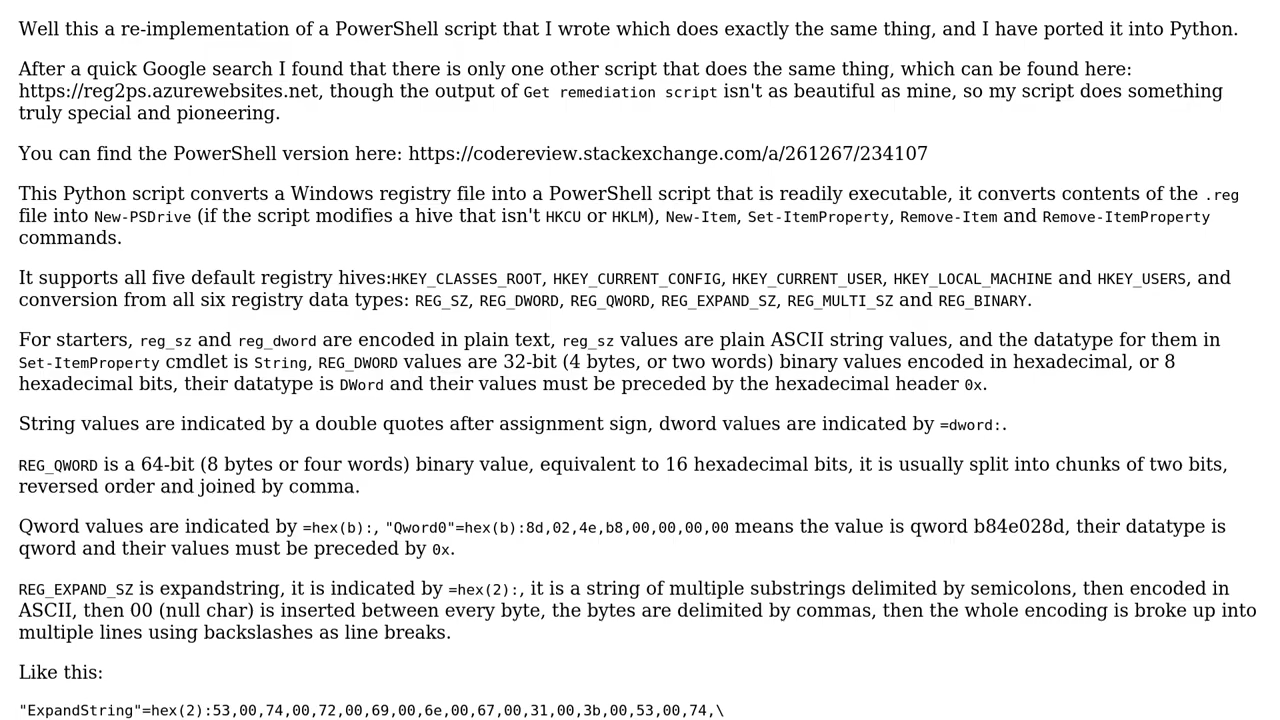 Well this a re-implementation of a PowerShell script that I wrote which does exactly the same thing, and I have ported it into Python.
After a quick Google search I found that there is only one other script that does the same thing, which can be found here:
https://reg2ps.azurewebsites.net, though the output of Get remediation script isn't as beautiful as mine, so my script does something
truly special and pioneering.
You can find the PowerShell version here: https://codereview.stackexchange.com/a/261267/234107
This Python script converts a Windows registry file into a PowerShell script that is readily executable, it converts contents of the .reg
file into New-PSDrive (if the script modifies a hive that isn't HKCU or HKLM), New-Item, Set-ItemProperty, Remove-Item and Remove-ItemProperty
commands.
It supports all five default registry hives:HKEY_CLASSES_ROOT, HKEY_CURRENT_CONFIG, HKEY_CURRENT_USER, HKEY_LOCAL_MACHINE and HKEY_USERS, and
conversion from all six registry data types: REG_SZ, REG_DWORD, REG_QWORD, REG_EXPAND_SZ, REG_MULTI_SZ and REG_BINARY.
For starters, reg_sz and reg_dword are encoded in plain text, reg_sz values are plain ASCII string values, and the datatype for them in
Set-ItemProperty cmdlet is String, REG_DWORD values are 32-bit (4 bytes, or two words) binary values encoded in hexadecimal, or 8
hexadecimal bits, their datatype is DWord and their values must be preceded by the hexadecimal header 0x.
String values are indicated by a double quotes after assignment sign, dword values are indicated by =dword:.
REG_QWORD is a 64-bit (8 bytes or four words) binary value, equivalent to 16 hexadecimal bits, it is usually split into chunks of two bits,
reversed order and joined by comma.
Qword values are indicated by =hex(b):, "Qword0"=hex(b):8d,02,4e,b8,00,00,00,00 means the value is qword b84e028d, their datatype is
qword and their values must be preceded by 0x.
REG_EXPAND_SZ is expandstring, it is indicated by =hex(2):, it is a string of multiple substrings delimited by semicolons, then encoded in
ASCII, then 00 (null char) is inserted between every byte, the bytes are delimited by commas, then the whole encoding is broke up into
multiple lines using backslashes as line breaks.
Like this:
"ExpandString"=hex(2):53,00,74,00,72,00,69,00,6e,00,67,00,31,00,3b,00,53,00,74,\